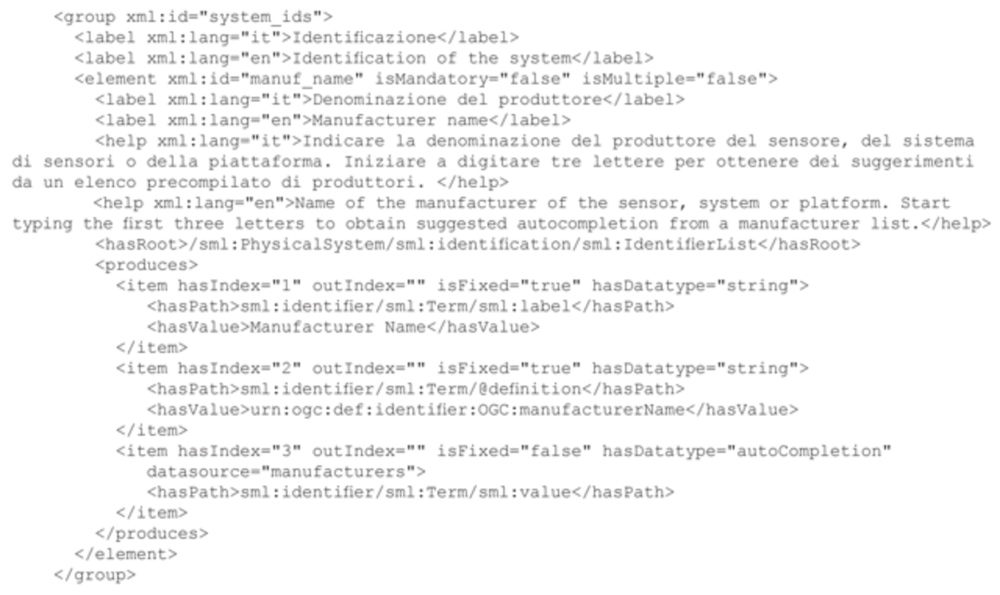 <group xml:id="system_ids">
<label xml:lang="it">Identificazione</label>
<label xml:lang="en">Identification of the system</label>
<element xml:id="manuf_name" isMandatory="false" isMultiple="false">
<label xml:lang="it">Denominazione del produttore</label>
<label xml:lang="en">Manufacturer name</label>
<help xml:lang="it">Indicare la denominazione del produttore del sensore, del sistema
di sensori o della piattaforma. Iniziare a digitare tre lettere per ottenere dei suggerimenti
da un elenco precompilato di produttori. </help>
<help xml:lang="en">Name of the manufacturer of the sensor, system or platform. Start
typing the first three letters to obtain suggested autocompletion from a manufacturer list.</help>
<hasRoot>/sml:PhysicalSystem/sml:identification/sml:IdentifierList</hasRoot>
<produces>
<item hasIndex="1" outIndex="" isFixed="true" hasDatatype="string">
<hasPath>sml:identifier/sml:Term/sml:label</hasPath>
<hasValue>Manufacturer Name</hasValue>
</item>
<item hasIndex="2" outIndex="" isFixed="true" hasDatatype="string">
<hasPath>sml:identifier/sml:Term/@definition</hasPath>
<hasValue>urn:ogc:def:identifier:OGC:manufacturerName</hasValue>
</item>
<item hasIndex="3" outIndex="" isFixed="false" hasDatatype="autoCompletion"
datasource="manufacturers">
<hasPath>sml:identifier/sml:Term/sml:value</hasPath>
</item>
</produces>
</element>
</group>